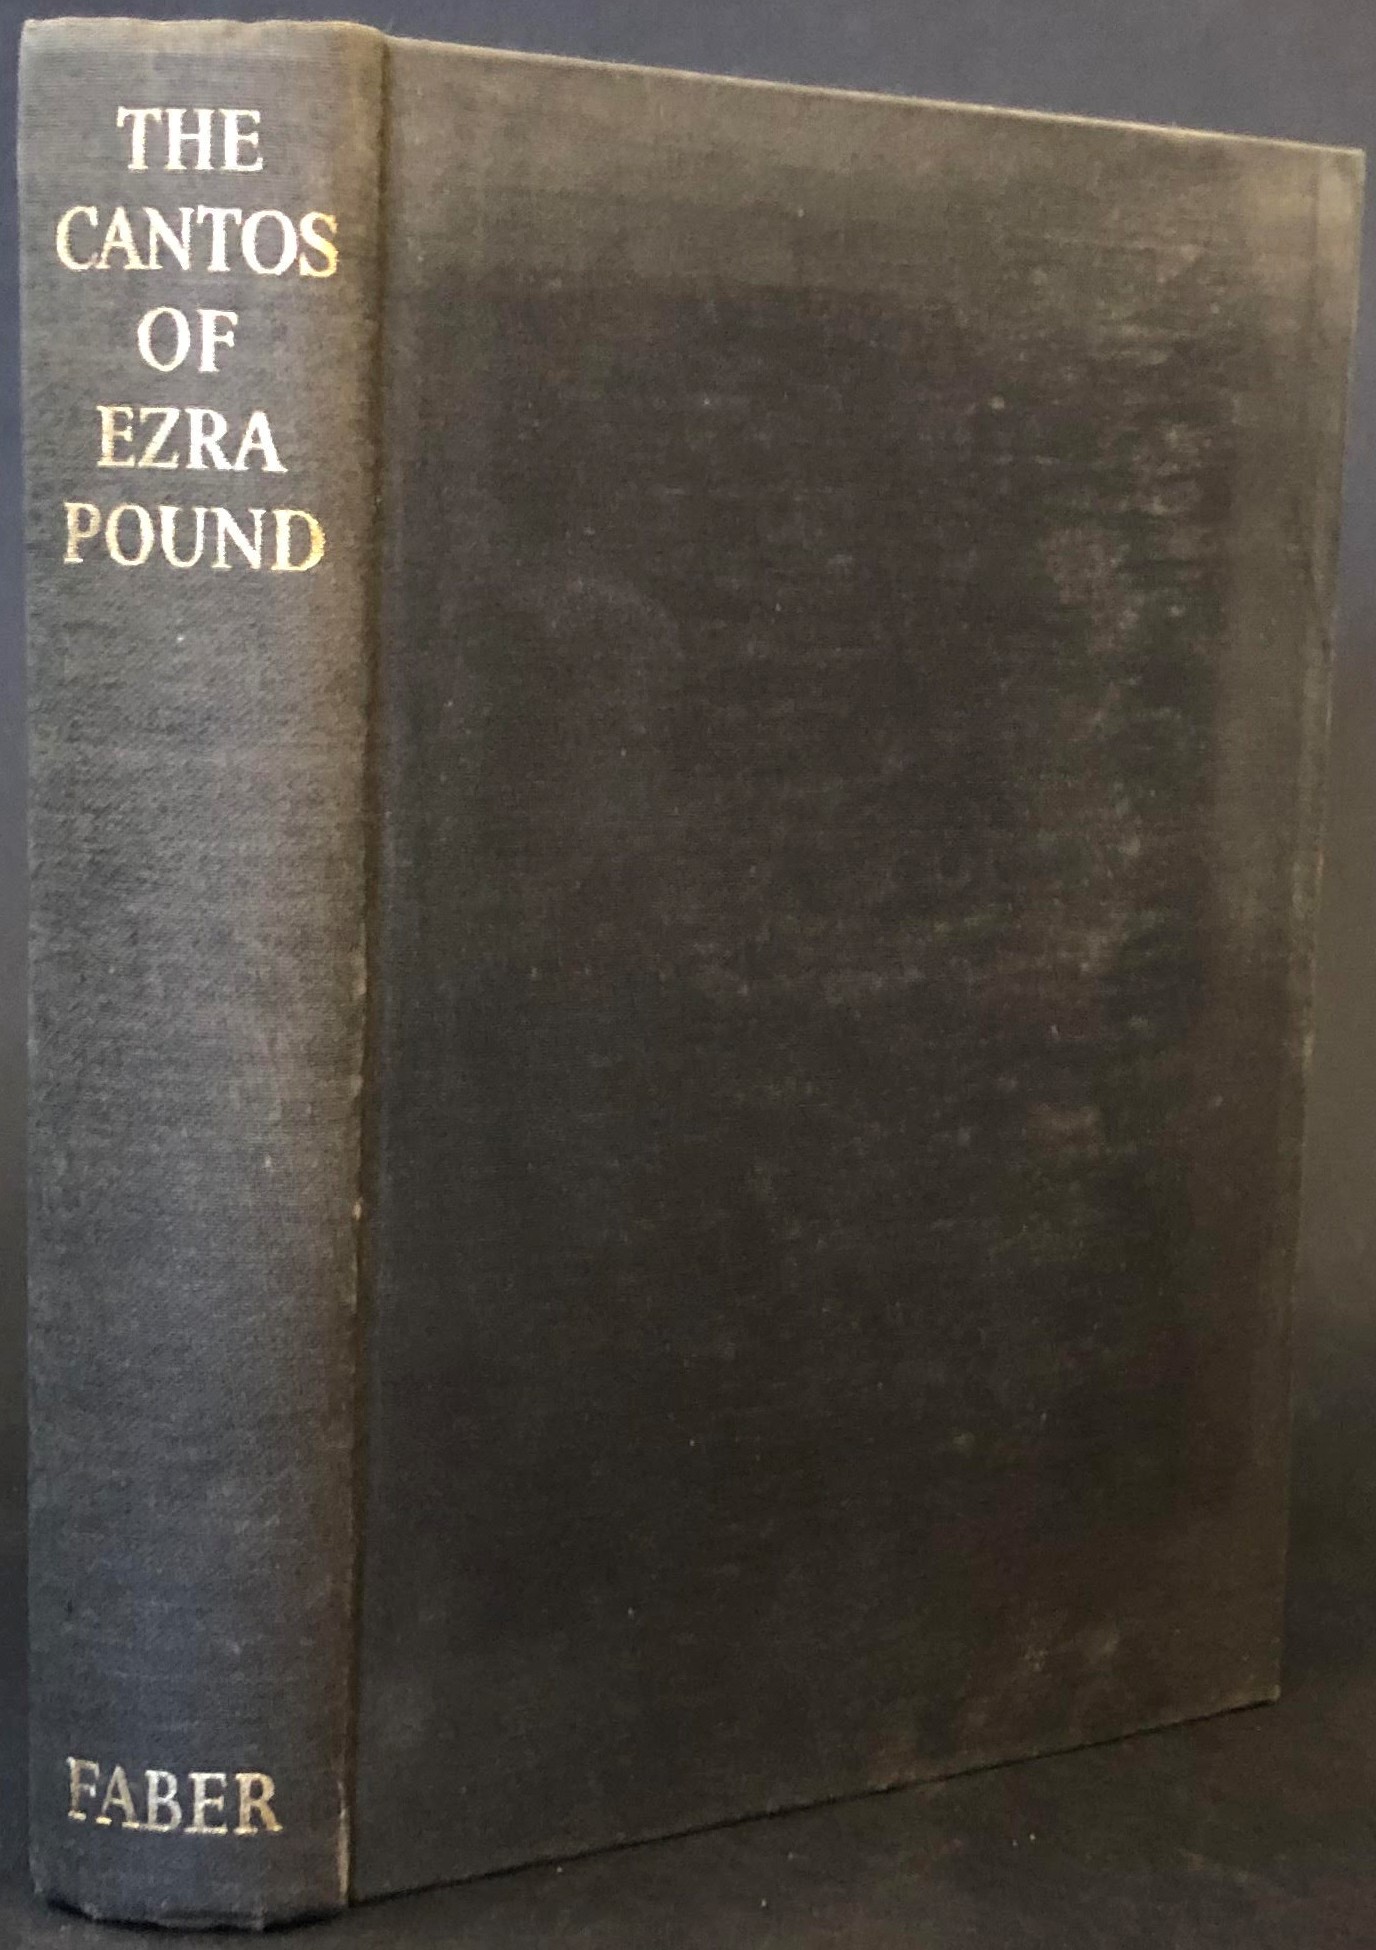 THE
CANTOS
OF
EZRA
POUND
FABER